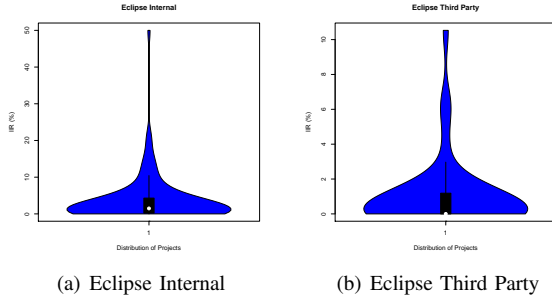 Eclipse Internal
50
40
30
20
10
0
IIR (%)
1
Distribution of Projects
(a) Eclipse Internal
Eclipse Third Party
10
8
6
4
2
0
IIR (%)
1
Distribution of Projects
(b) Eclipse Third Party